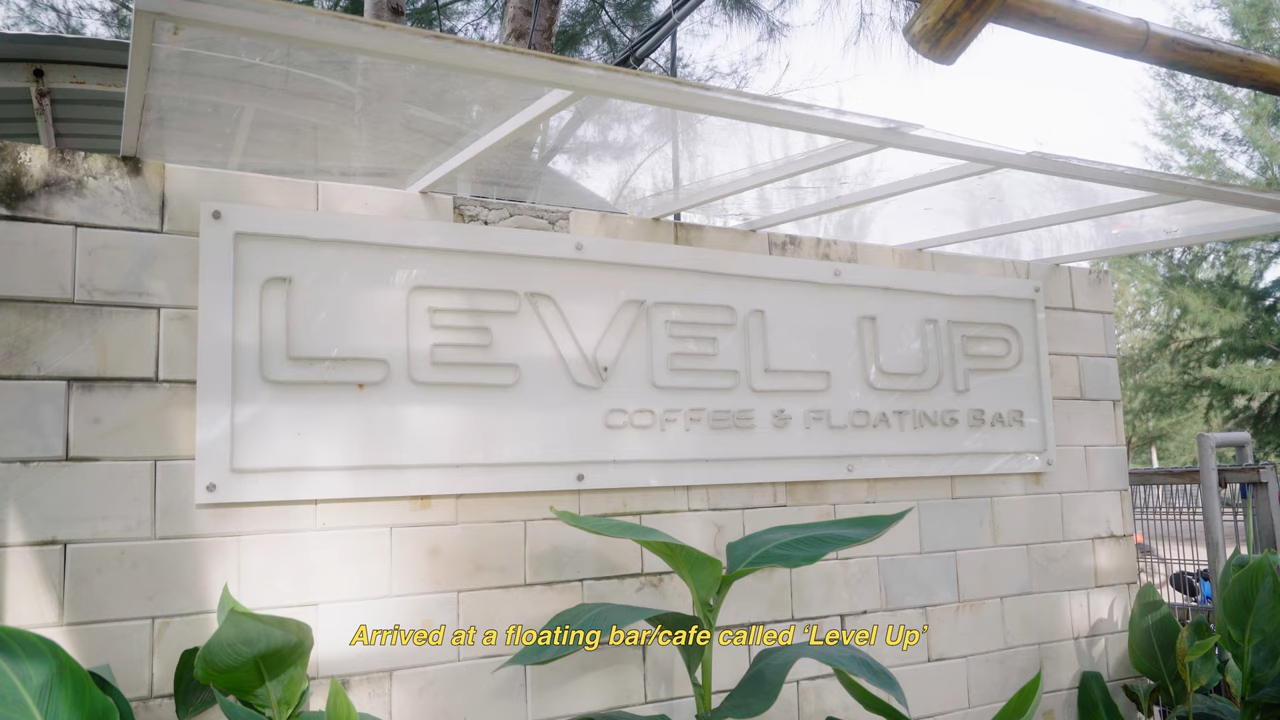 LEVEL UP
COFFEE & FLOATING BAR
Arrived at a floating bar/cafe called ‘Level Up’